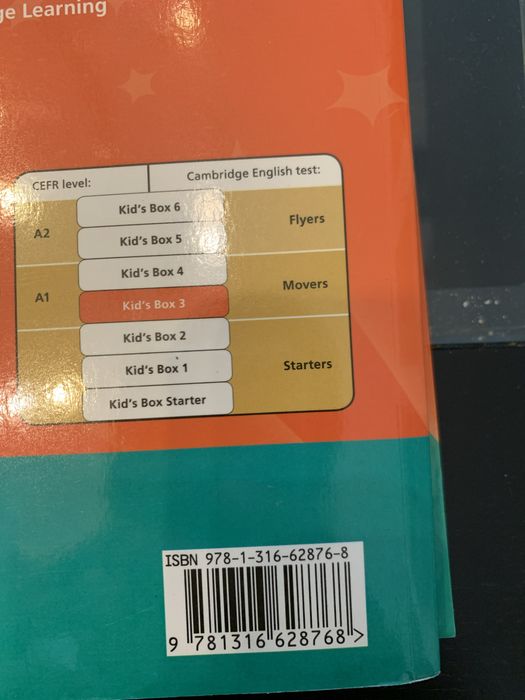 ge Learning
CEFR level: Cambridge English test:
Kid's Box 6
A2 Flyers
Kid's Box 5
Kid's Box 4
A1 Movers
Kid's Box 3
Kid's Box 2
Kid's Box 1 Starters
Kid's Box Starter
ISBN 978-1-316-62876-8
9 781316 628768 >